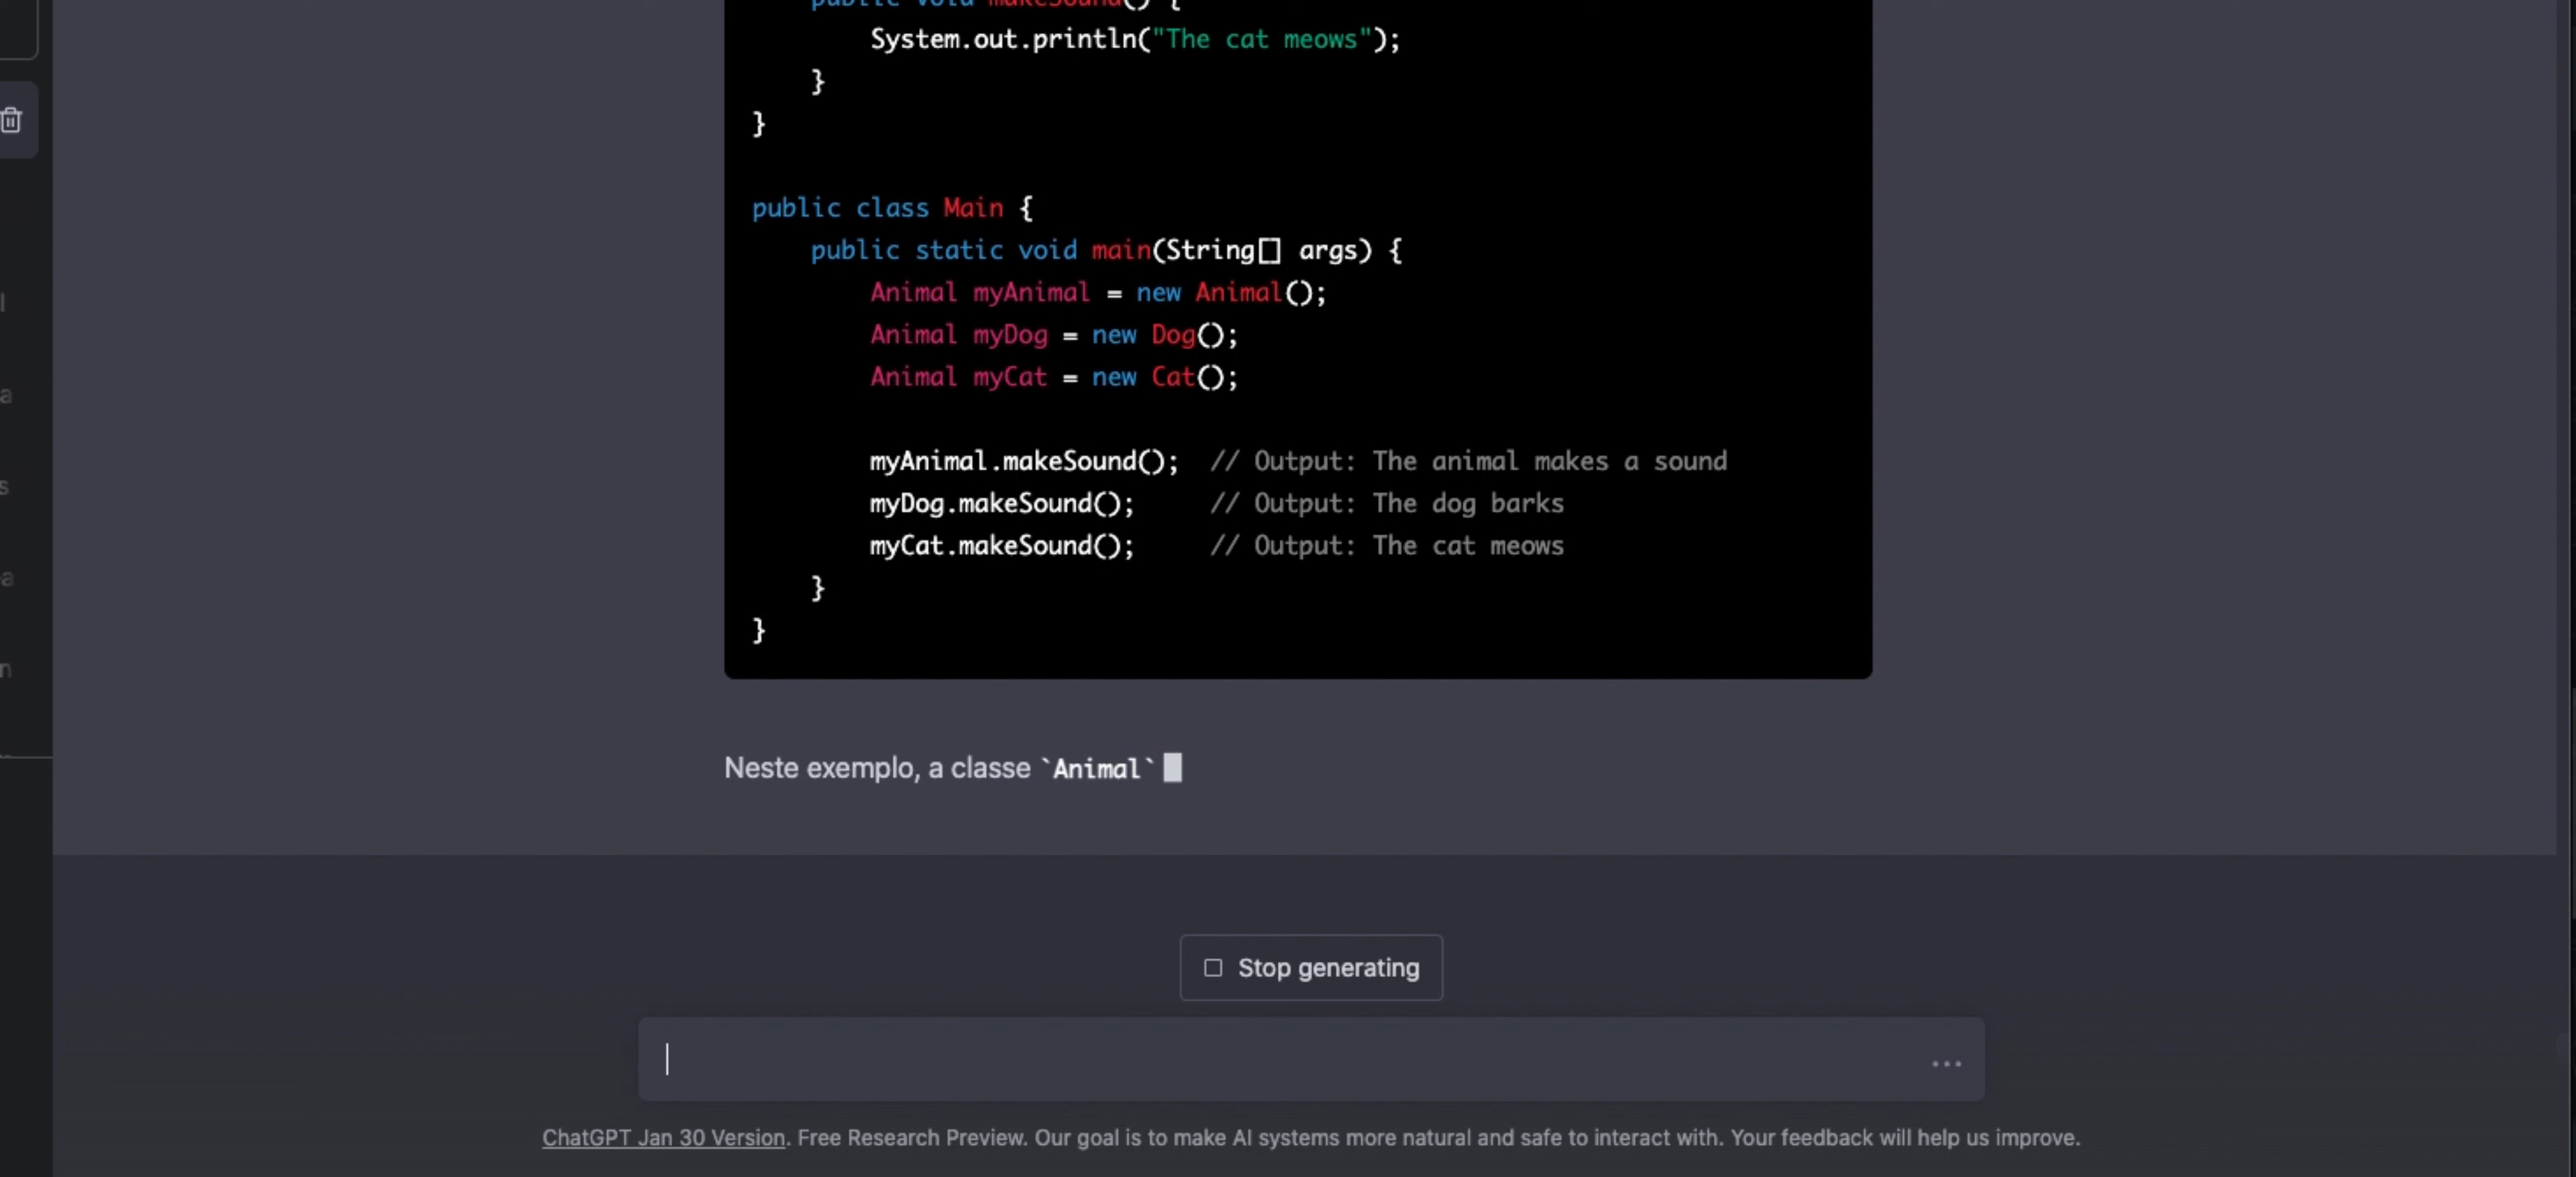 public void makeSound() {
System.out.println("The cat meows");
}
}
public class Main {
public static void main(String[] args) {
Animal myAnimal = new Animal();
Animal myDog = new Dog();
Animal myCat = new Cat();
myAnimal.makeSound();  // Output: The animal makes a sound
myDog.makeSound();     // Output: The dog barks
myCat.makeSound();     // Output: The cat meows
}
}
Neste exemplo, a classe `Animal`
Stop generating
ChatGPT Jan 30 Version. Free Research Preview. Our goal is to make AI systems more natural and safe to interact with. Your feedback will help us improve.